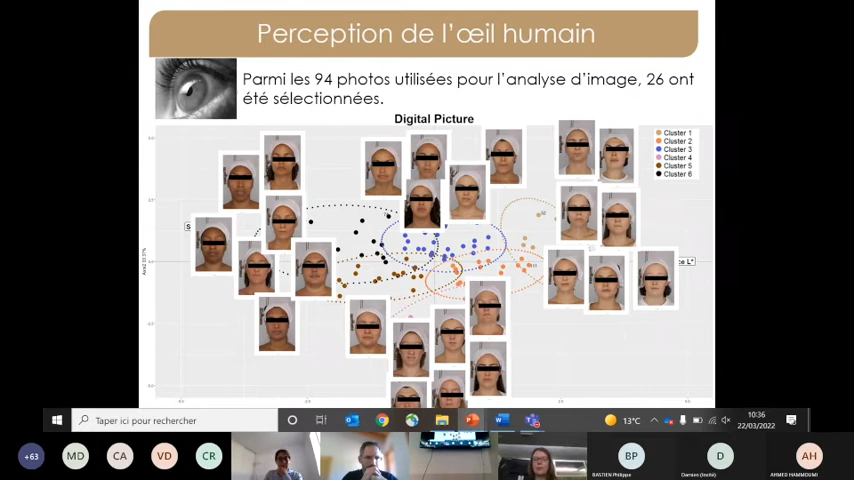 Perception de l'œil humain
Parmi les 94 photos utilisées pour l'analyse d'image, 26 ont
été sélectionnées.
Digital Picture
Cluster 1
Cluster 2
Cluster 3
Cluster 4
Cluster 5
Cluster 6
S
L*
Taper ici pour rechercher
13°C
10:36
22/03/2022
+63
MD
CA
VD
CR
BP
D
AH
BASTIEN Philippe
Damien (Invité)
AHMED HAMMOUMI